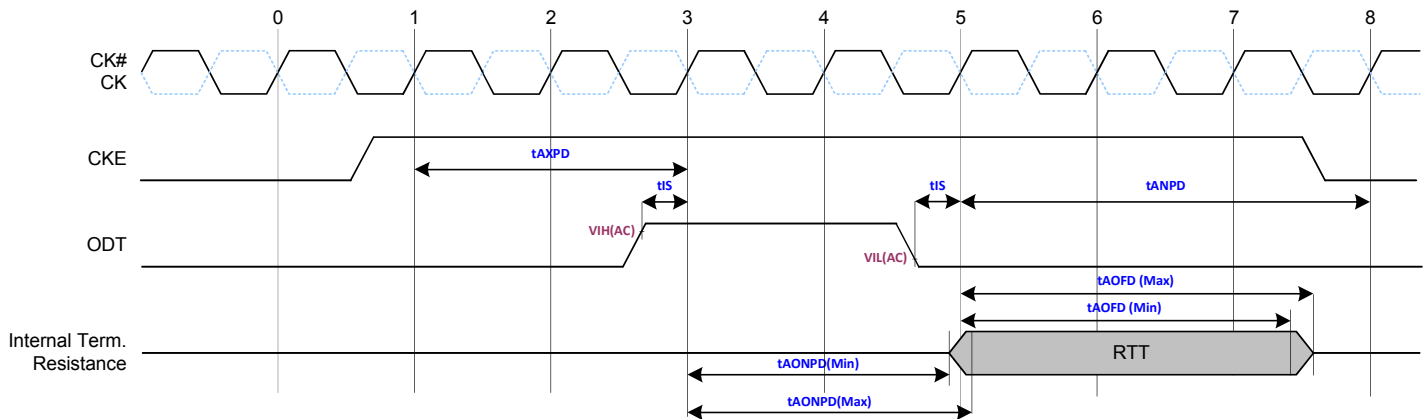 0 1 2 3 4 5 6 7 8
CK#
CK
CKE
tAXPD
tIS
tIS
tANPD
VIH(AC)
ODT
VIL(AC)
tAOFD (Max)
tAOFD (Min)
Internal Term.
Resistance
RTT
tAONPD(Min)
tAONPD(Max)